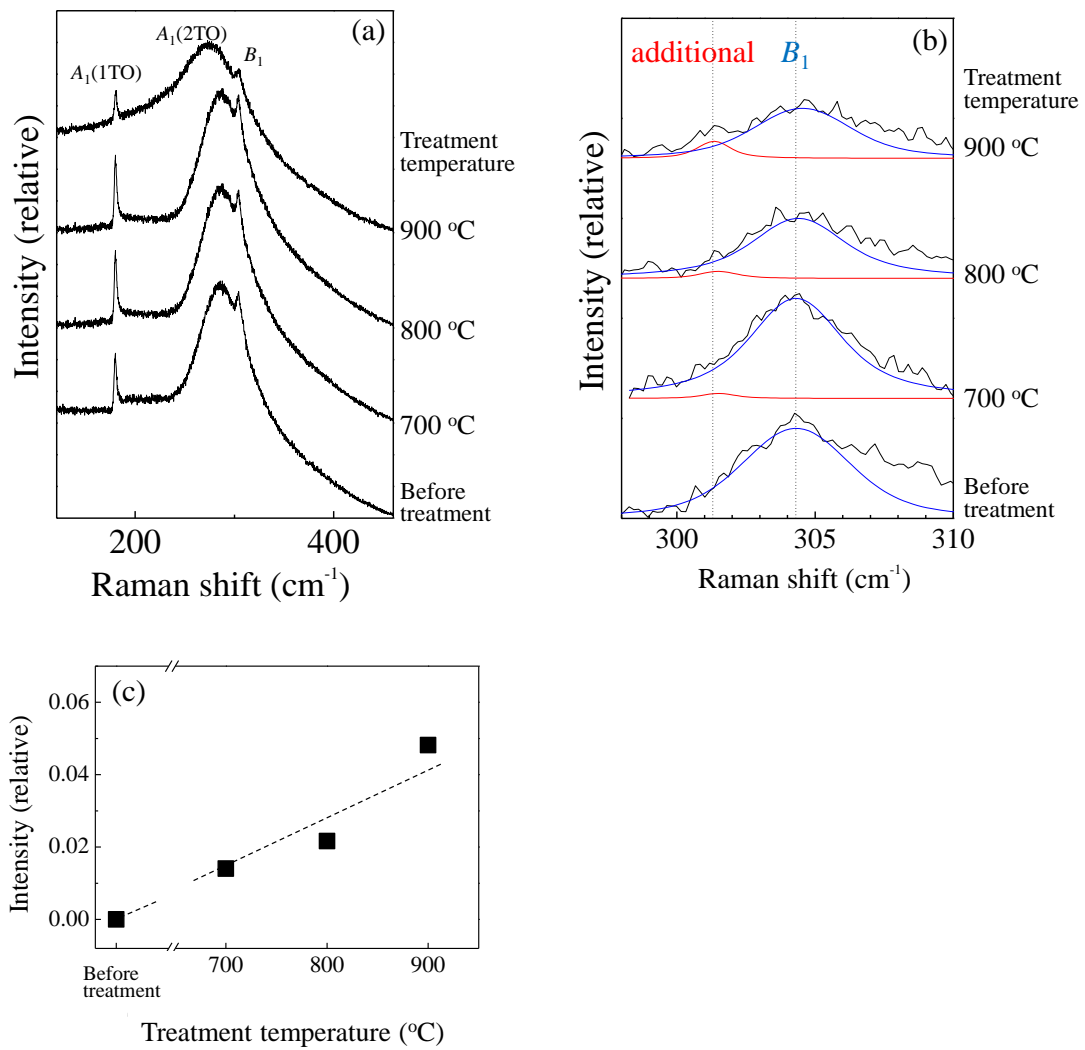 (a)
A₁(2TO)
B₁
A₁(1TO)
Treatment
temperature
900 ºC
800 ºC
700 ºC
Before
treatment
Intensity (relative)
200
400
Raman shift (cm⁻¹)
(b)
additional
B₁
Treatment
temperature
900 ºC
800 ºC
700 ºC
Before
treatment
Intensity (relative)
300
305
310
Raman shift (cm⁻¹)
(c)
0.06
0.04
0.02
0.00
Intensity (relative)
Before
treatment
700
800
900
Treatment temperature (ºC)